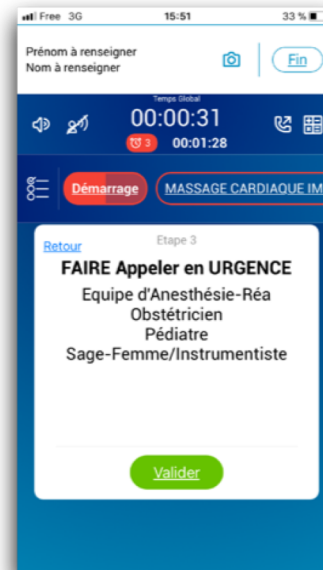 Free 3G 15:51 33 %
Prénom à renseigner
Nom à renseigner
Fin
Temps Global
00:00:31
3 00:01:28
Démarrage MASSAGE CARDIAQUE IM
Retour
Etape 3
FAIRE Appeler en URGENCE
Equipe d'Anesthésie-Réa
Obstétricien
Pédiatre
Sage-Femme/Instrumentiste
Valider